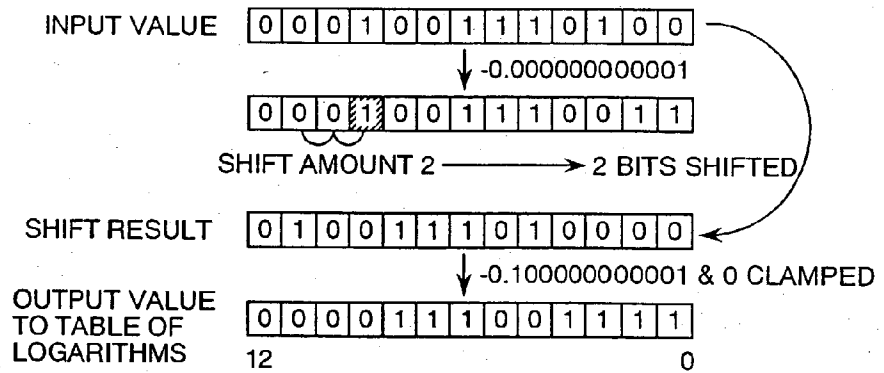 INPUT VALUE 0 0 0 1 0 0 1 1 1 0 1 0 0
-0.000000000001
0 0 0 1 0 0 1 1 1 0 0 1 1
SHIFT AMOUNT 2 2 BITS SHIFTED
SHIFT RESULT 0 1 0 0 1 1 1 0 1 0 0 0 0
-0.100000000001 & 0 CLAMPED
OUTPUT VALUE
TO TABLE OF
LOGARITHMS
0 0 0 0 1 1 1 0 0 1 1 1 1
12 0